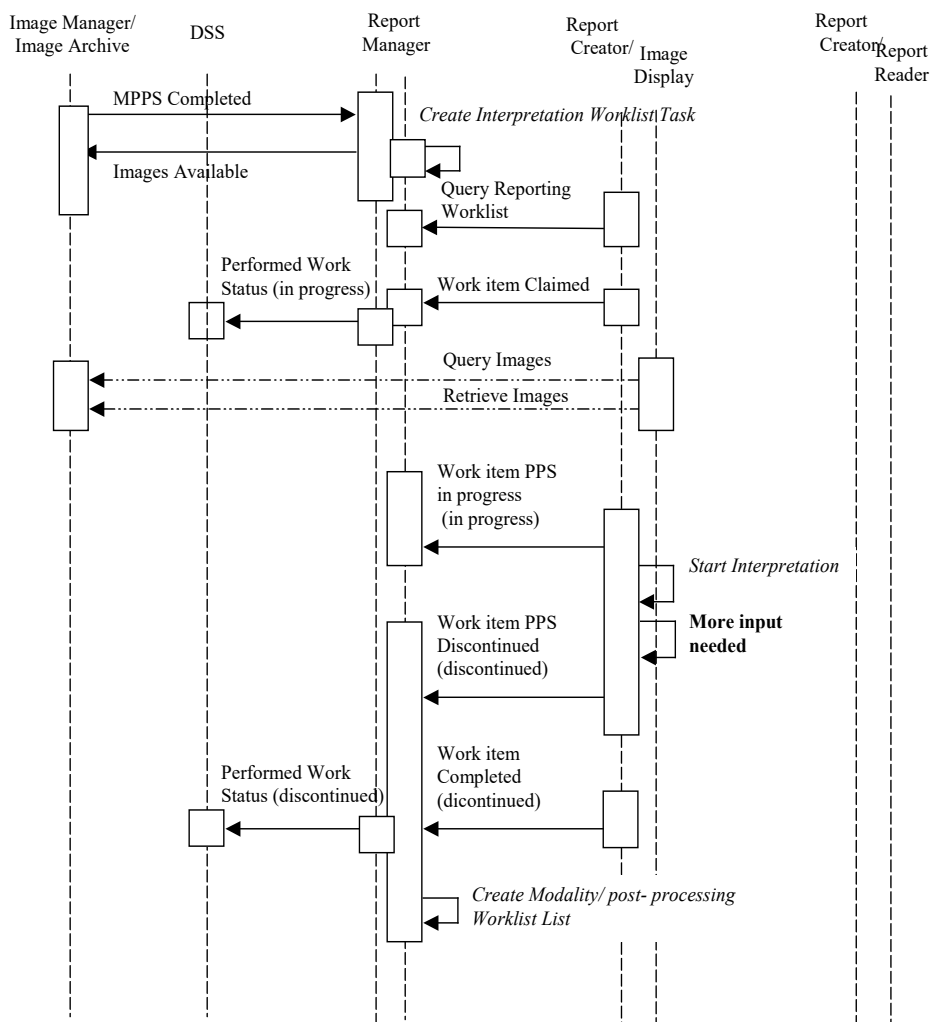 Image Manager/
Image Archive
DSS
Report
Manager
Report
Creator/
Image
Display
Report
Creator/
Report
Reader
MPPS Completed
Create Interpretation Worklist Task
Images Available
Query Reporting
Worklist
Performed Work
Status (in progress)
Work item Claimed
Query Images
Retrieve Images
Work item PPS
in progress
(in progress)
Start Interpretation
More input
needed
Work item PPS
Discontinued
(discontinued)
Performed Work
Status (discontinued)
Work item
Completed
(dicontinued)
Create Modality/ post- processing
Worklist List